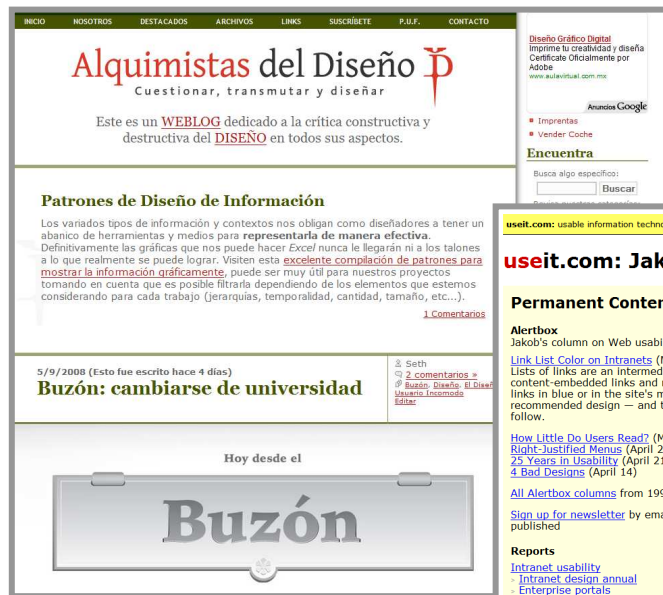 INICIO NOSOTROS DESTACADOS ARCHIVOS LINKS SUSCRÍBETE P.U.F. CONTACTO
Alquimistas del Diseño
Cuestionar, transmutar y diseñar
Este es un WEBLOG dedicado a la crítica constructiva y
destructiva del DISEÑO en todos sus aspectos.
Diseño Gráfico Digital
Imprime tu creatividad y diseña
Certificate Oficialmente por
Adobe
www.aulavirtual.com.mx
Anuncios Google
Imprentas
Vender Coche
Encuentra
Busca algo específico:
Buscar
Patrones de Diseño de Información
Los variados tipos de información y contextos nos obligan como diseñadores a tener un
abanico de herramientas y medios para representarla de manera efectiva.
Definitivamente las gráficas que nos puede hacer Excel nunca le llegarán ni a los talones
a lo que realmente se puede lograr. Visiten esta excelente compilación de patrones para
mostrar la información gráficamente, puede ser muy útil para nuestros proyectos
tomando en cuenta que es posible filtrarla dependiendo de los elementos que estemos
considerando para cada trabajo (jerarquías, temporalidad, cantidad, tamaño, etc...).
1 Comentarios
5/9/2008 (Esto fue escrito hace 4 días)
Buzón: cambiarse de universidad
Seth
2 comentarios »
Buzón, Diseño, El Diseñ
Usuario Incomodo
Editar
Hoy desde el
Buzón
useit.com: usable information techno
useit.com: Jak
Permanent Conten
Alertbox
Jakob's column on Web usabi
Link List Color on Intranets (M
Lists of links are an intermed
content-embedded links and
links in blue or in the site's m
recommended design — and t
follow.
How Little Do Users Read? (M
Right-Justified Menus (April 2
25 Years in Usability (April 21
4 Bad Designs (April 14)
All Alertbox columns from 199
Sign up for newsletter by ema
published
Reports
Intranet usability
> Intranet design annual
> Enterprise portals